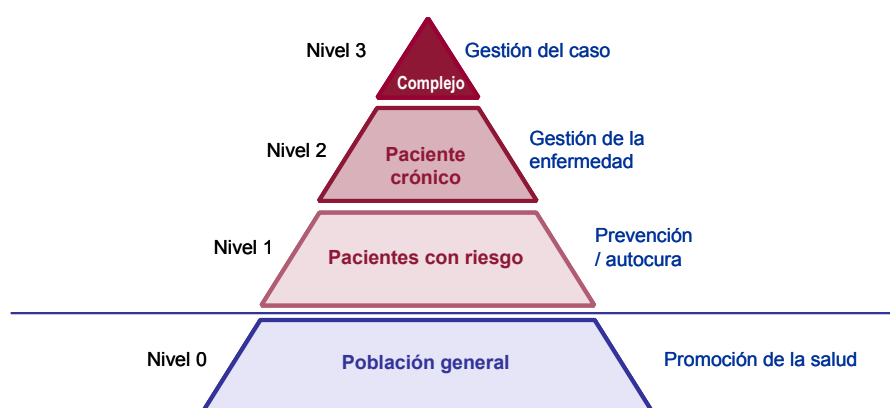 Nivel 3
Complejo
Gestión del caso
Nivel 2
Paciente
crónico
Gestión de la
enfermedad
Nivel 1
Pacientes con riesgo
Prevención
/ autocura
Nivel 0
Población general
Promoción de la salud